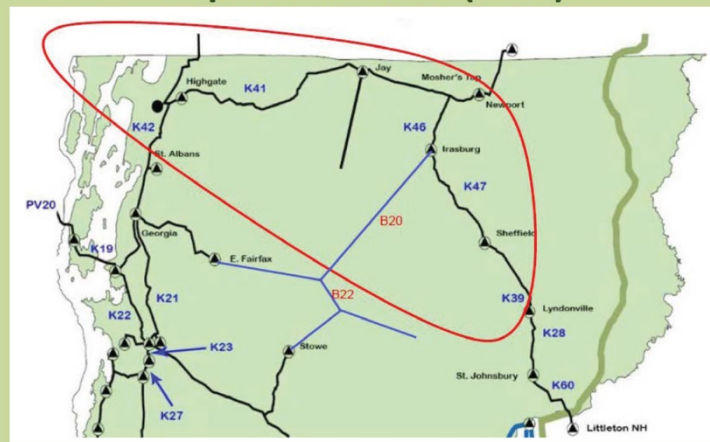 Jay
Mosher's Tap
Highgate
K41
Newport
K42
K46
St. Albans
Irasburg
K47
PV20
B20
Georgia
K19
Sheffield
E. Fairfax
B22
K39
Lyndonville
K22
K21
K28
K23
Stowe
St. Johnsbury
K60
K27
Littleton NH